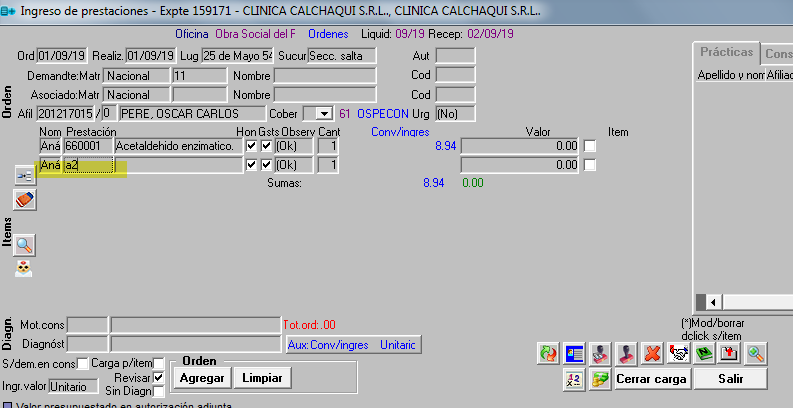 Ingreso de prestaciones - Expte 159171 - CLINICA CALCHAQUI S.R.L., CLINICA CALCHAQUI S.R.L..
Oficina Obra Social del F Ordenes Liquid: 09/19 Recep: 02/09/19
Ord 01/09/19 Realiz. 01/09/19 Lug 25 de Mayo 54 Sucur Secc. salta Aut
Demandte:Matr Nacional 11 Nombre Cod
Asociado:Matr Nacional Nombre Cod
Orden
Afil 201217015 / 0 PERE, OSCAR CARLOS Cober 61 OSPECON Urg (No)
Nom Prestación Hon Gsts Observ Cant Conv/ingres Valor Item
Aná 660001 Acetaldehido enzimatico. (Ok) 1 8.94 0.00
Aná a2 (Ok) 1 0.00
Sumas: 8.94 0.00
Items
Prácticas Cons
Apellido y nom Afiliac
(*)Mod/borrar
dclick s/item
Diagn.
Mot.cons Tot.ord:.00
Diagnóst Aux:Conv/ingres Unitaric
S/dem.en cons Carga p/item Orden
Revisar Agregar Limpiar
Ingr.valor Unitario Sin Diagn
Cerrar carga Salir
Valor presupuestado en autorización adjunta